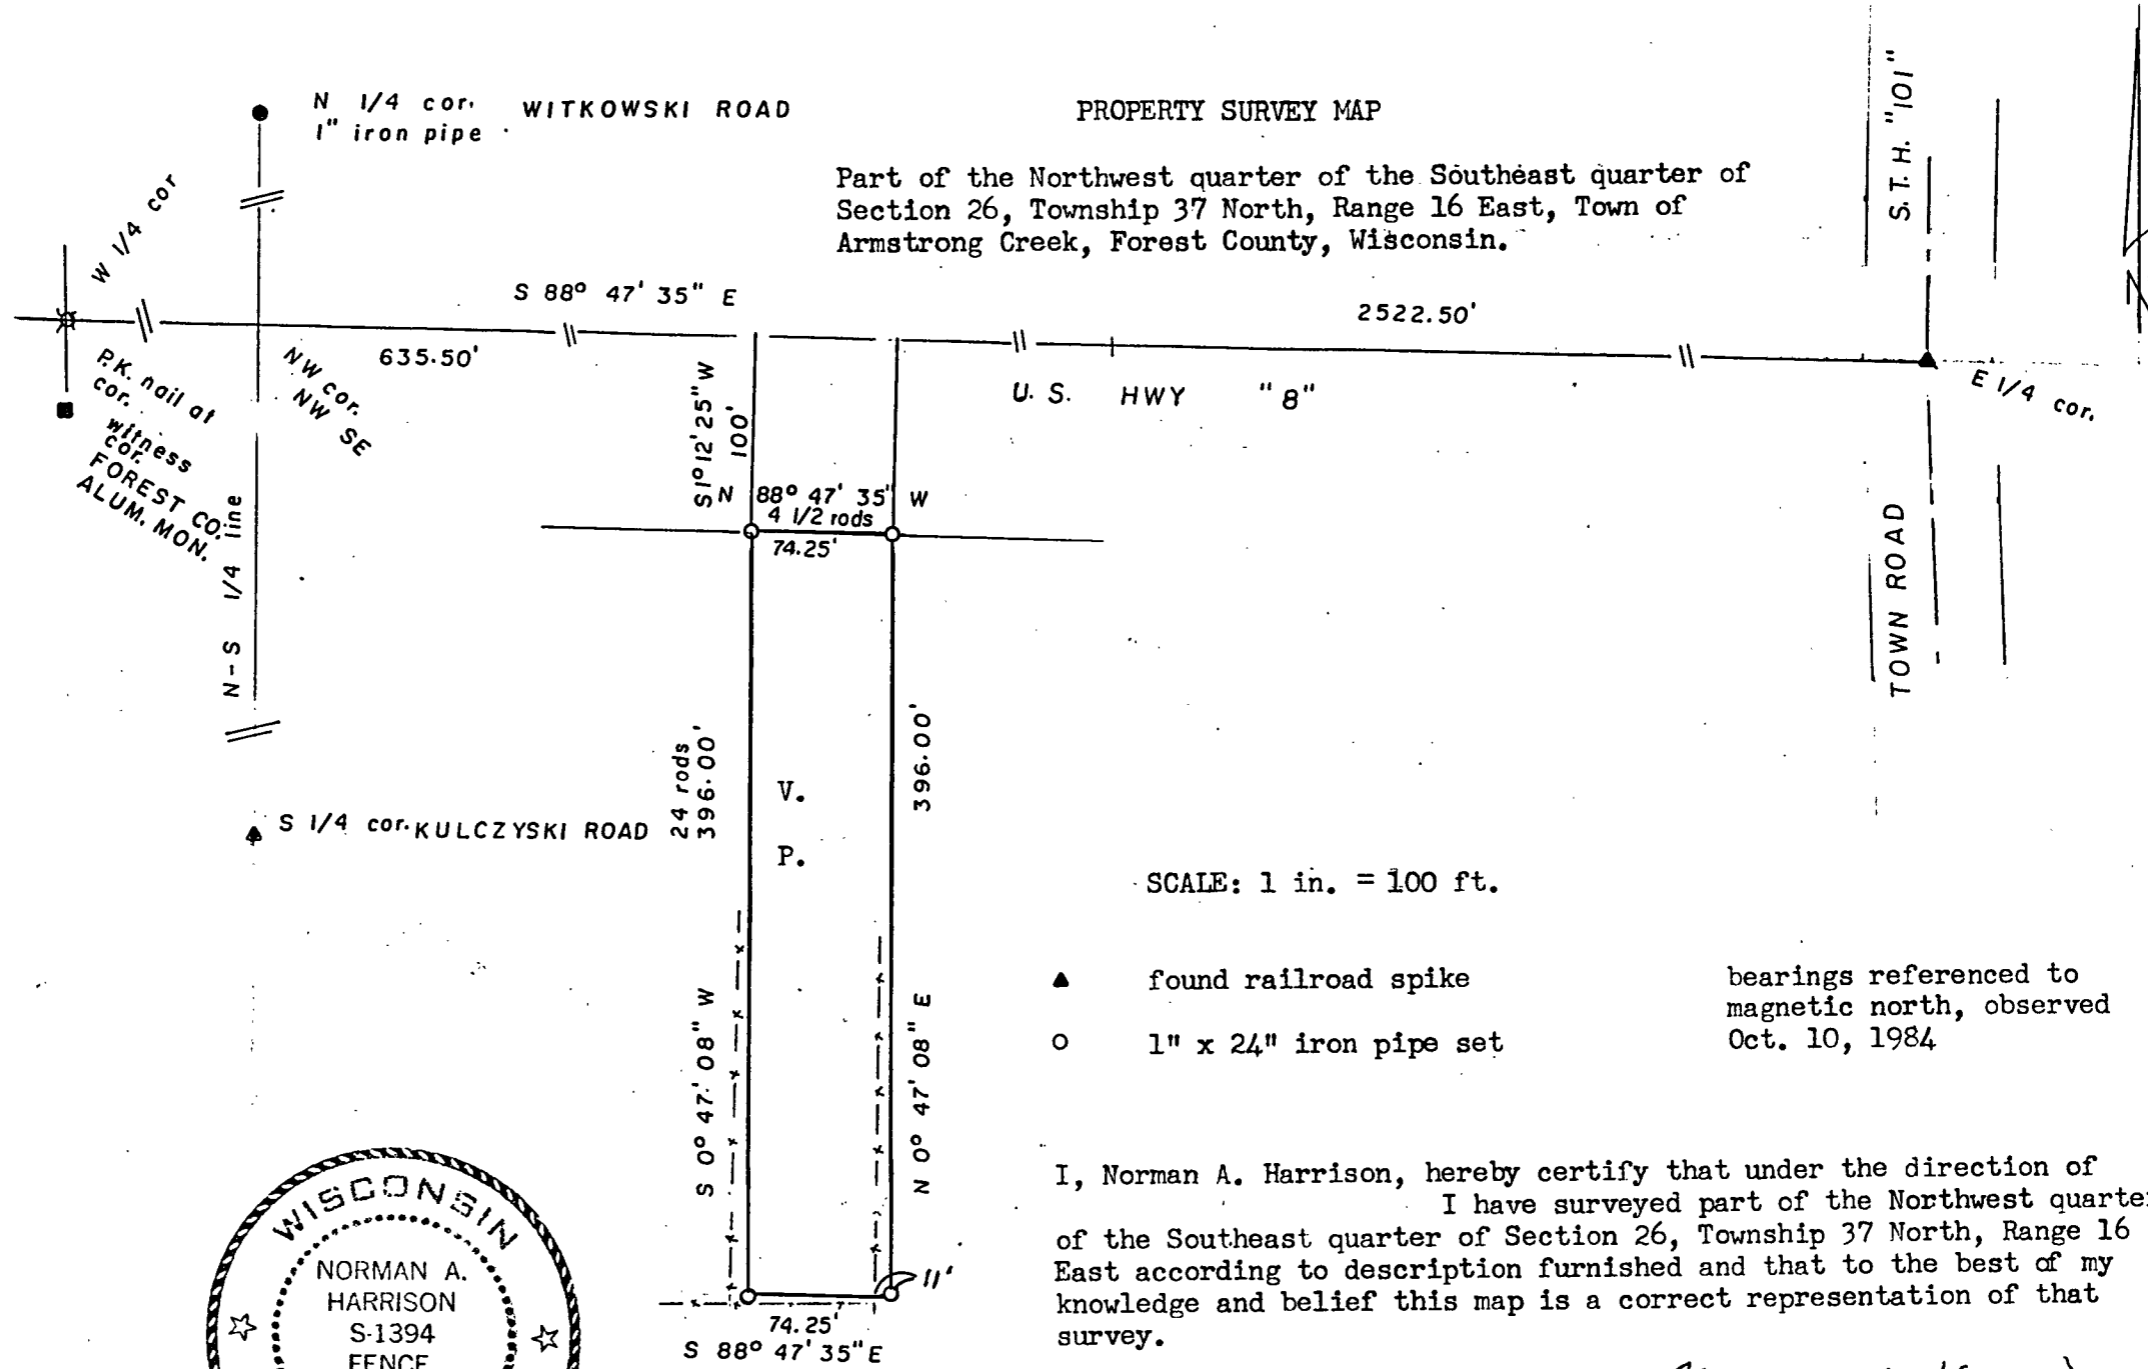 N 1/4 cor.
1" iron pipe
WITKOWSKI ROAD
PROPERTY SURVEY MAP
Part of the Northwest quarter of the Southeast quarter of
Section 26, Township 37 North, Range 16 East, Town of
Armstrong Creek, Forest County, Wisconsin.
S.T.H. "101"
W 1/4 cor
S 88° 47' 35" E
2522.50'
635.50'
NW cor.
NW SE
P.K. nail at
cor.
witness
cor.
FOREST CO.
ALUM. MON.
U.S. HWY "8"
E 1/4 cor.
S 1° 12' 25" W
100'
N 88° 47' 35" W
4 1/2 rods
74.25'
N-S 1/4 line
TOWN ROAD
24 rods
396.00'
396.00'
V.
P.
S 1/4 cor.
KULCZYSKI ROAD
SCALE: 1 in. = 100 ft.
found railroad spike
1" x 24" iron pipe set
bearings referenced to
magnetic north, observed
Oct. 10, 1984
S 0° 47' 08" W
N 0° 47' 08" E
11'
74.25'
S 88° 47' 35" E
I, Norman A. Harrison, hereby certify that under the direction of
I have surveyed part of the Northwest quarter
of the Southeast quarter of Section 26, Township 37 North, Range 16
East according to description furnished and that to the best of my
knowledge and belief this map is a correct representation of that
survey.
WISCONSIN
NORMAN A.
HARRISON
S-1394
FENCE